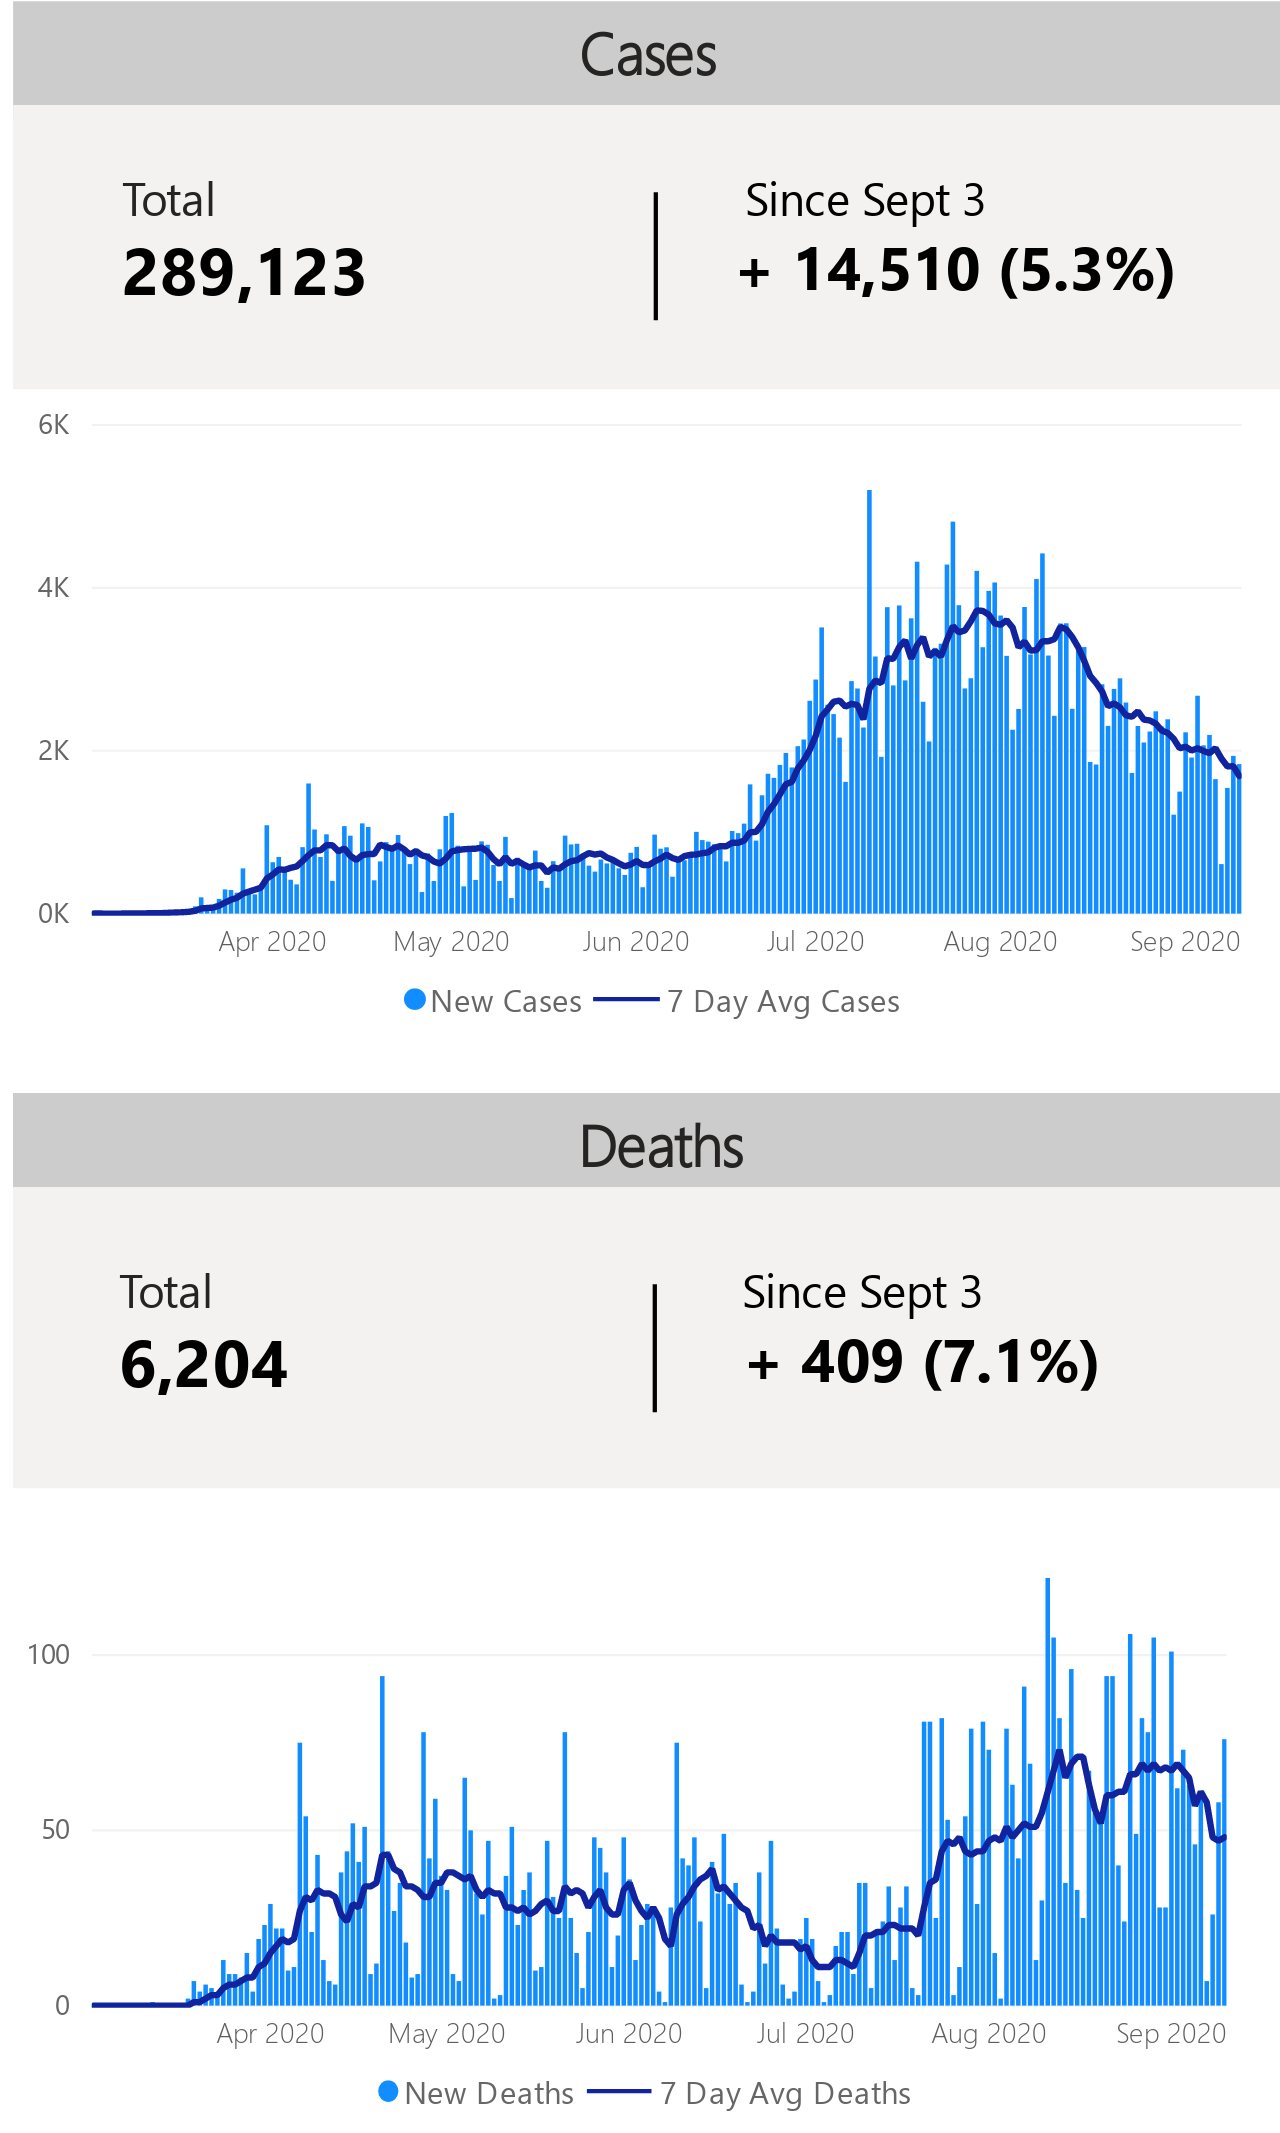 Cases
Total
Since Sept 3
289,123
+ 14,510 (5.3%)
6K
4K
2K
0K
Apr 2020
May 2020
Jun 2020
Jul 2020
Aug 2020
Sep 2020
New Cases
7 Day Avg Cases
Deaths
Total
Since Sept 3
6,204
+ 409 (7.1%)
100
50
0
Apr 2020
May 2020
Jun 2020
Jul 2020
Aug 2020
Sep 2020
New Deaths
7 Day Avg Deaths